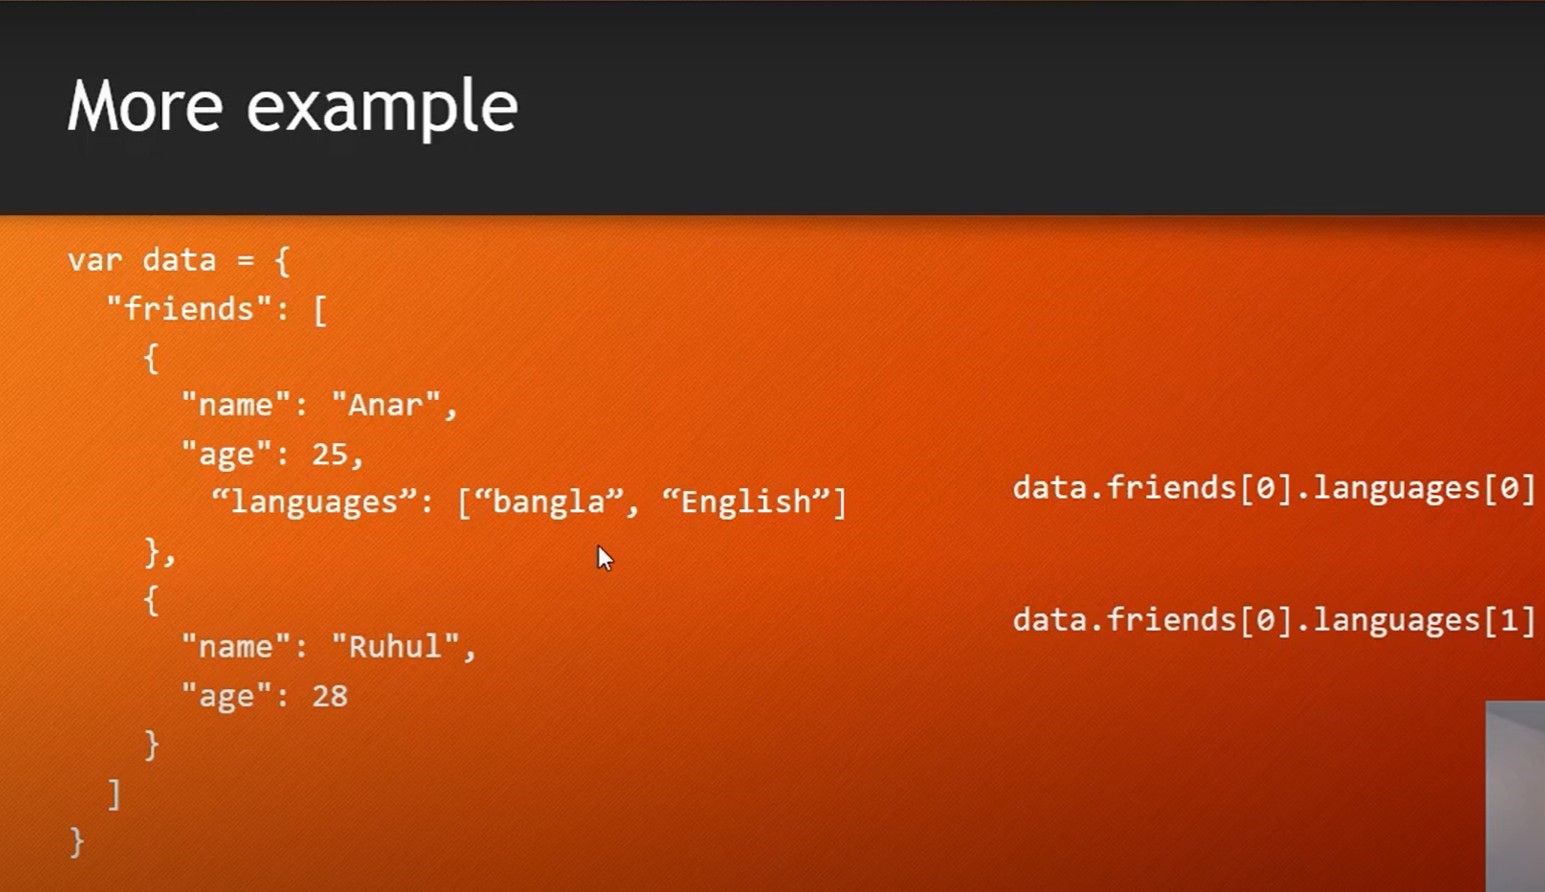 More example
var data = {
"friends": [
{
"name": "Anar",
"age": 25,
“languages”: [“bangla”, “English”]
},
{
"name": "Ruhul",
"age": 28
}
]
}
data.friends[0].languages[0]
data.friends[0].languages[1]